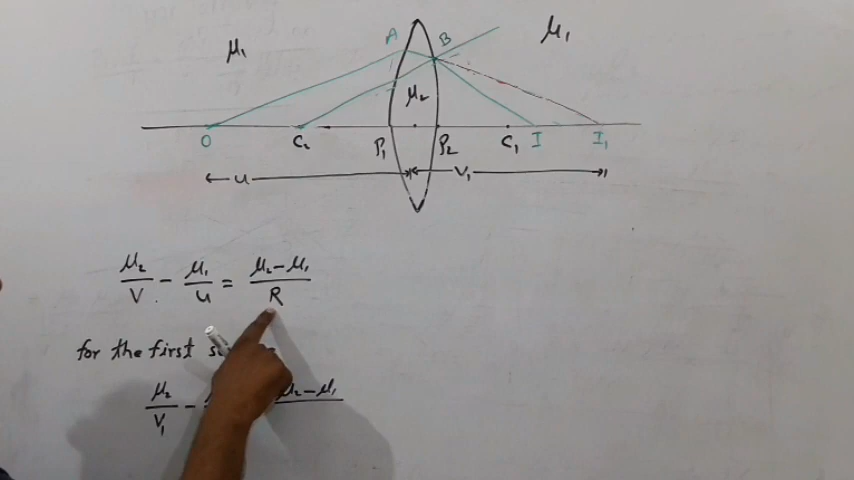 μ₁
μ₁
A
B
μ₂
O
C₂
P₁
P₂
C₁
I
I₁
u
V₁
μ₂/V - μ₁/u = μ₂-μ₁/R
for the first
μ₂/V₁ - μ₂-μ₁